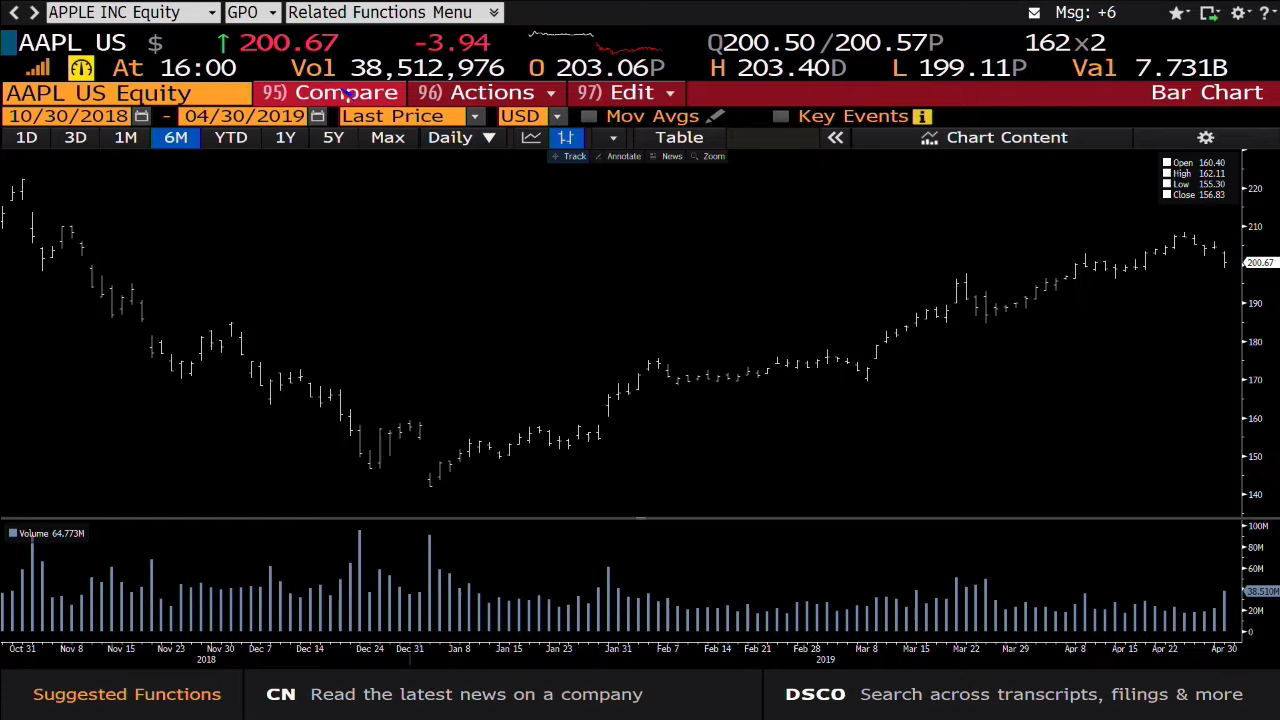 APPLE INC Equity GPO Related Functions Menu Msg: +6 ?
AAPL US $ ↑ 200.67 -3.94 Q200.50 /200.57P 162x2
At 16:00 Vol 38,512,976 O 203.06P H 203.40D L 199.11P Val 7.731B
AAPL US Equity 95) Compare 96) Actions 97) Edit Bar Chart
10/30/2018 - 04/30/2019 Last Price USD Mov Avgs Key Events i
1D 3D 1M 6M YTD 1Y 5Y Max Daily ▼ Table « Chart Content
Track Annotate News Zoom
Open 160.40
High 162.11
Low 155.30
Close 156.83
220
210
200.67
190
180
170
160
150
140
Volume 64.773M
100M
80M
60M
38.510M
20M
0
Oct 31 Nov 8 Nov 15 Nov 23 Nov 30 Dec 7 Dec 14 Dec 24 Dec 31 Jan 8 Jan 15 Jan 23 Jan 31 Feb 7 Feb 14 Feb 21 Feb 28 Mar 8 Mar 15 Mar 22 Mar 29 Apr 8 Apr 15 Apr 22 Apr 30
2018 2019
Suggested Functions CN Read the latest news on a company DSCO Search across transcripts, filings & more